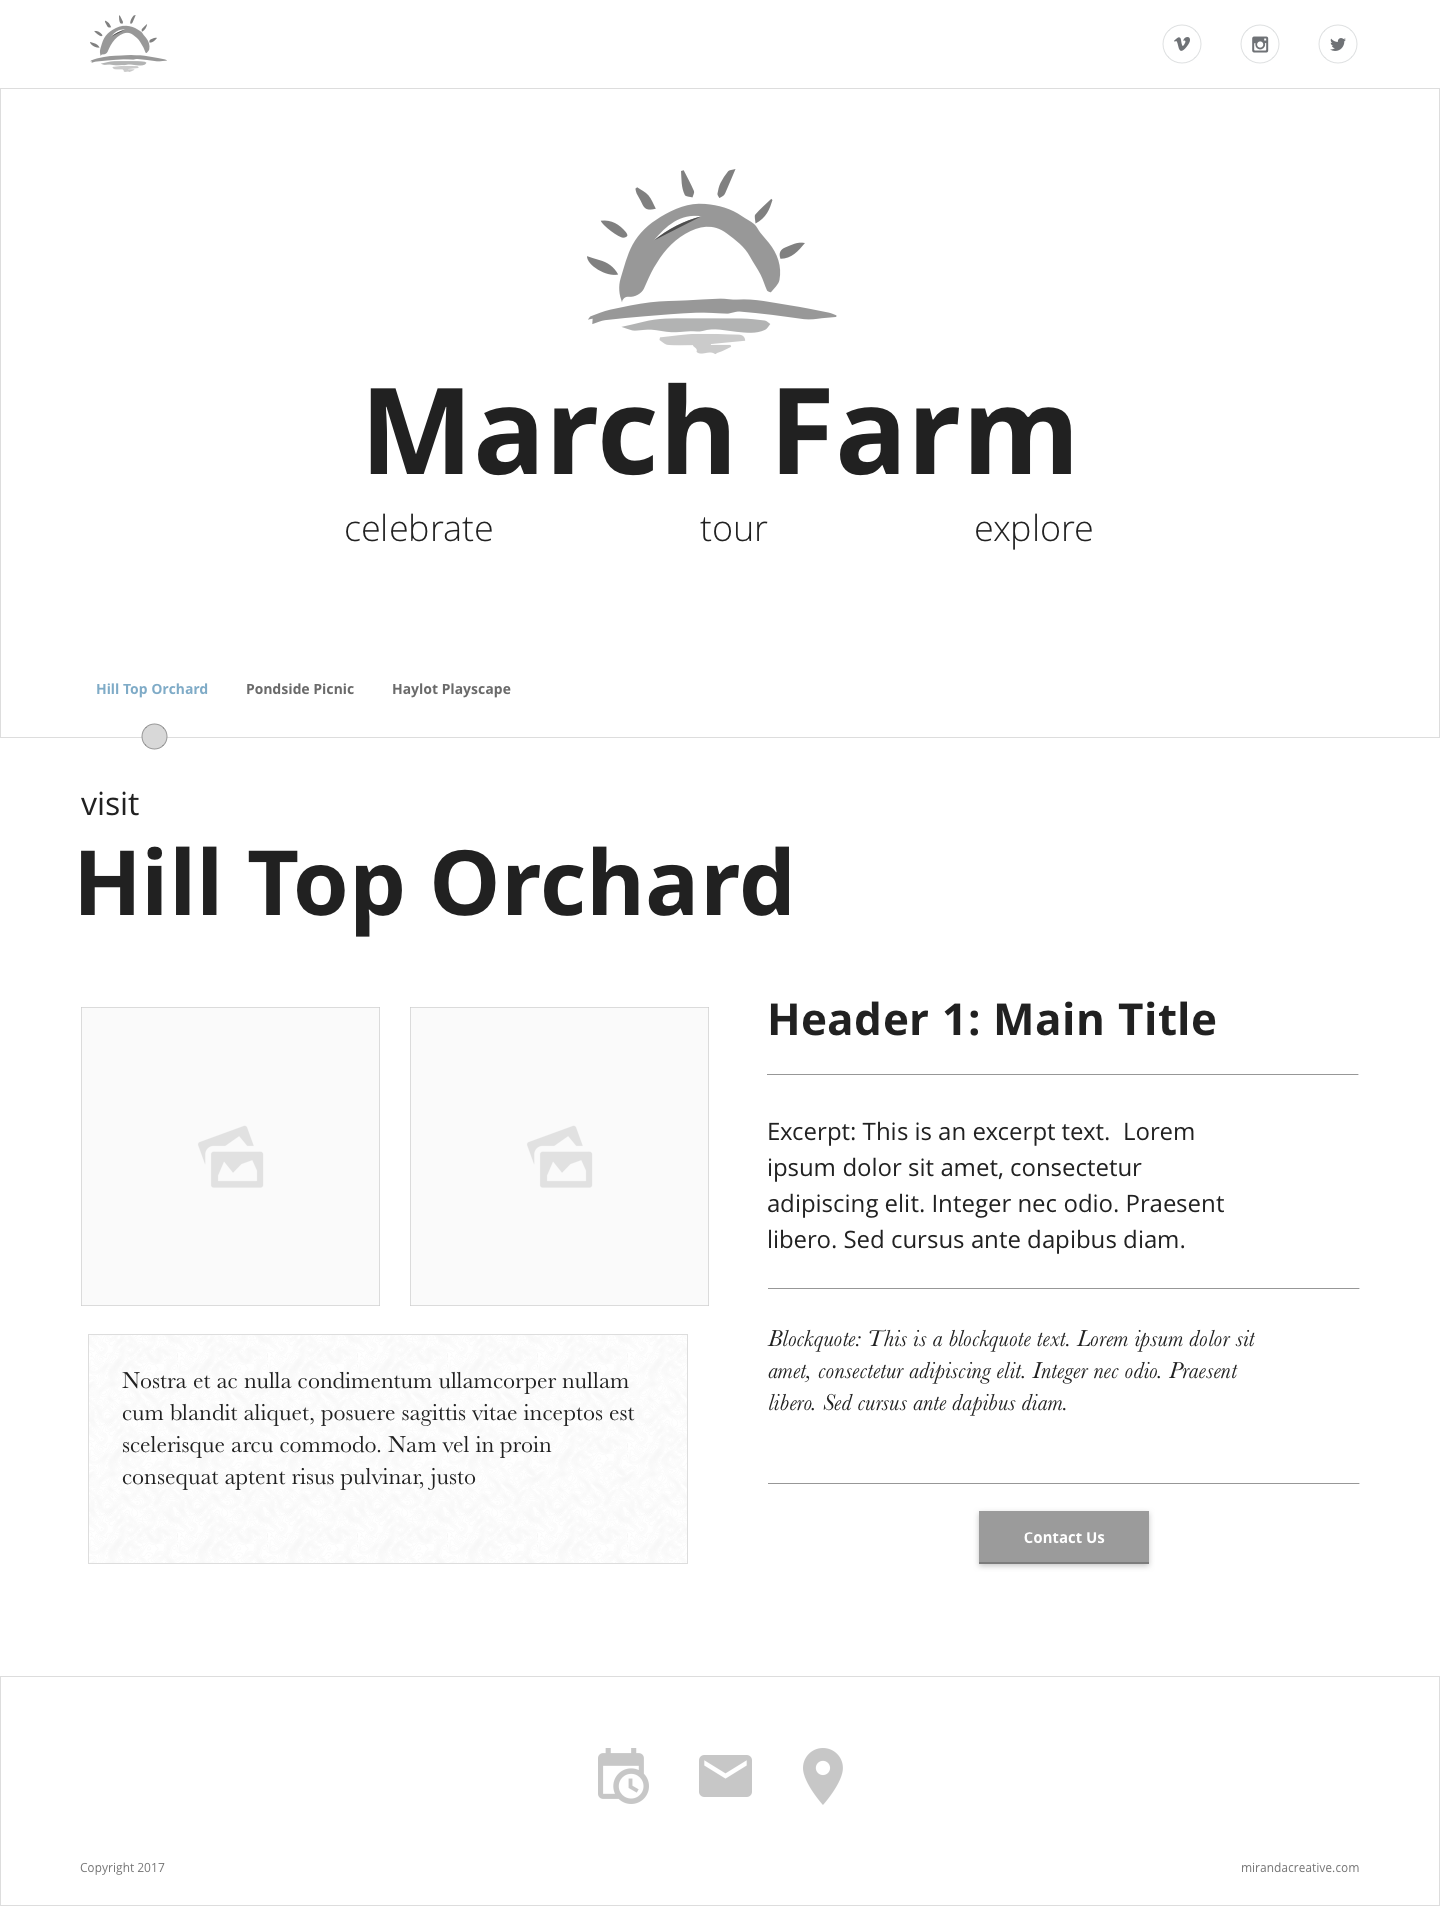 March Farm
celebrate tour explore
Hill Top Orchard Pondside Picnic Haylot Playscape
visit
Hill Top Orchard
Header 1: Main Title
Excerpt: This is an excerpt text.  Lorem
ipsum dolor sit amet, consectetur
adipiscing elit. Integer nec odio. Praesent
libero. Sed cursus ante dapibus diam.
Blockquote: This is a blockquote text. Lorem ipsum dolor sit
amet, consectetur adipiscing elit. Integer nec odio. Praesent
libero. Sed cursus ante dapibus diam.
Nostra et ac nulla condimentum ullamcorper nullam
cum blandit aliquet, posuere sagittis vitae inceptos est
scelerisque arcu commodo. Nam vel in proin
consequat aptent risus pulvinar, justo
Contact Us
Copyright 2017
mirandacreative.com